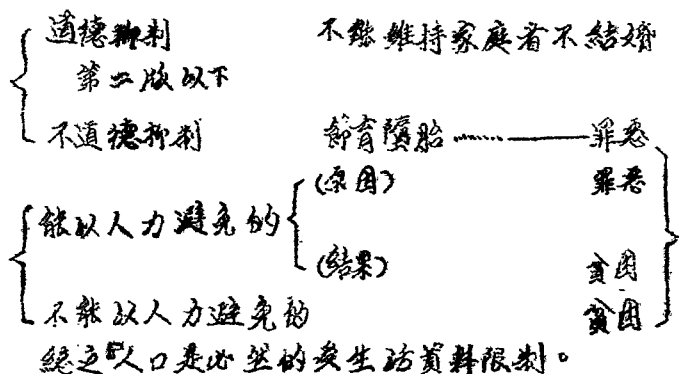 道德抑制 不能維持家庭者不結婚
第二版以下
不道德抑制 節育墮胎 罪惡
(原因) 罪惡
能以人力避免的
(結果) 貧困
不能以人力避免的 貧困
人口是必然的受生活資料限制。